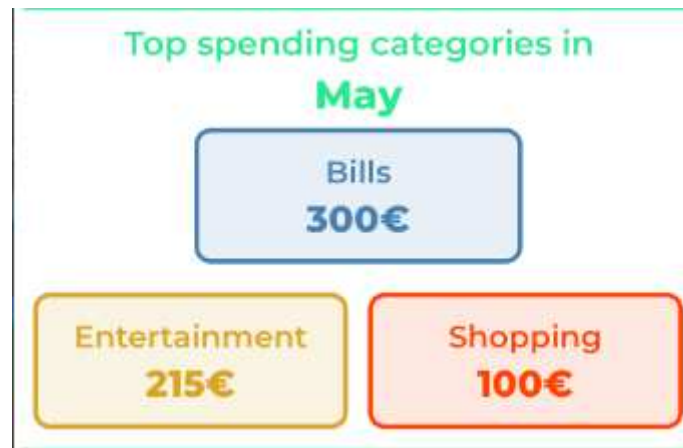 Top spending categories in
May
Bills
300€
Entertainment
215€
Shopping
100€